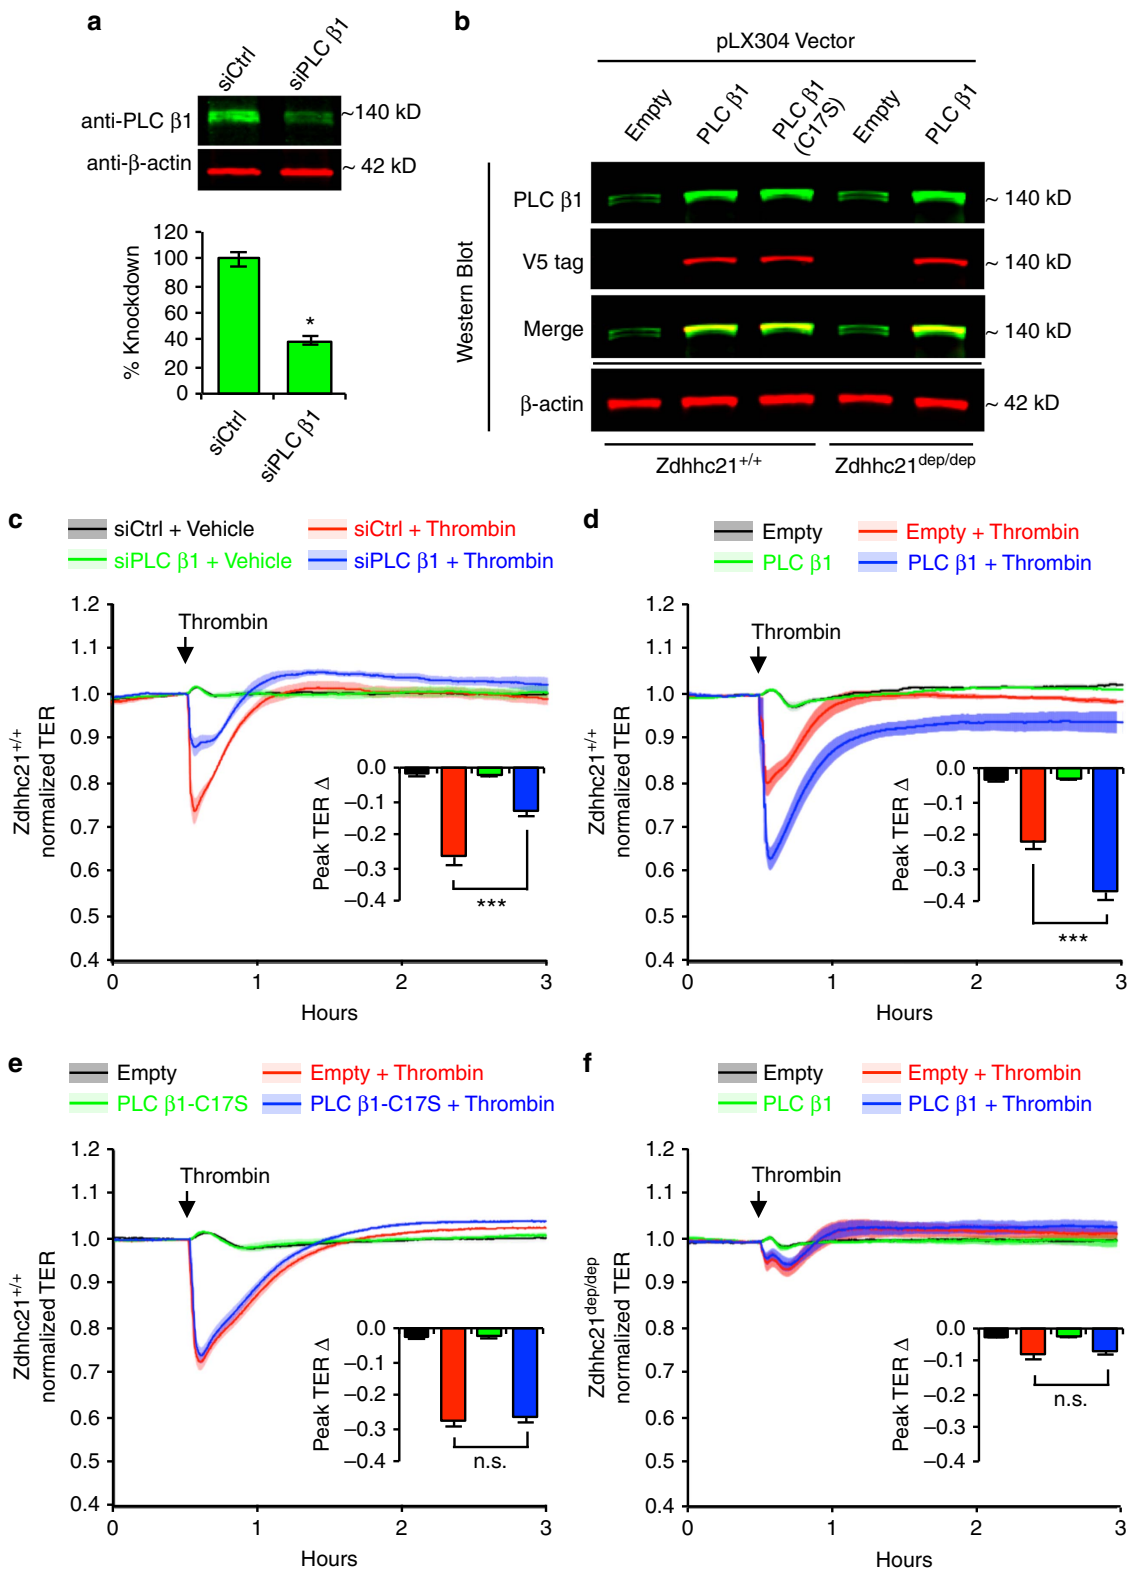 a
siCtrl
siPLC β1
anti-PLC β1
~140 kD
anti-β-actin
~ 42 kD
% Knockdown
120
100
80
60
40
20
0
*
siCtrl
siPLC β1
b
pLX304 Vector
Empty
PLC β1
PLC β1
(C17S)
Empty
PLC β1
Western Blot
PLC β1
~ 140 kD
V5 tag
~ 140 kD
Merge
~ 140 kD
β-actin
~ 42 kD
Zdhhc21+/+
Zdhhc21dep/dep
c
siCtrl + Vehicle
siCtrl + Thrombin
siPLC β1 + Vehicle
siPLC β1 + Thrombin
Zdhhc21+/+
normalized TER
1.2
1.1
1.0
0.9
0.8
0.7
0.6
0.5
0.4
Thrombin
Peak TER Δ
0.0
−0.1
−0.2
−0.3
−0.4
***
0
1
2
3
Hours
d
Empty
Empty + Thrombin
PLC β1
PLC β1 + Thrombin
Zdhhc21+/+
normalized TER
1.2
1.1
1.0
0.9
0.8
0.7
0.6
0.5
0.4
Thrombin
Peak TER Δ
0.0
−0.1
−0.2
−0.3
−0.4
***
0
1
2
3
Hours
e
Empty
Empty + Thrombin
PLC β1-C17S
PLC β1-C17S + Thrombin
Zdhhc21+/+
normalized TER
1.2
1.1
1.0
0.9
0.8
0.7
0.6
0.5
0.4
Thrombin
Peak TER Δ
0.0
−0.1
−0.2
−0.3
−0.4
n.s.
0
1
2
3
Hours
f
Empty
Empty + Thrombin
PLC β1
PLC β1 + Thrombin
Zdhhc21dep/dep
normalized TER
1.2
1.1
1.0
0.9
0.8
0.7
0.6
0.5
0.4
Thrombin
Peak TER Δ
0.0
−0.1
−0.2
−0.3
−0.4
n.s.
0
1
2
3
Hours